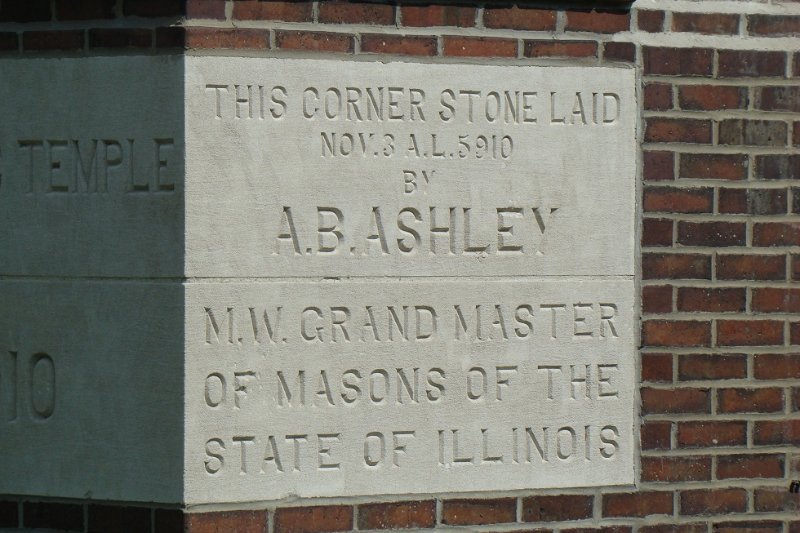 TEMPLE
10
THIS CORNER STONE LAID
NOV. 3 A.L. 5910
BY
A.B. ASHLEY
M.W. GRAND MASTER
OF MASONS OF THE
STATE OF ILLINOIS